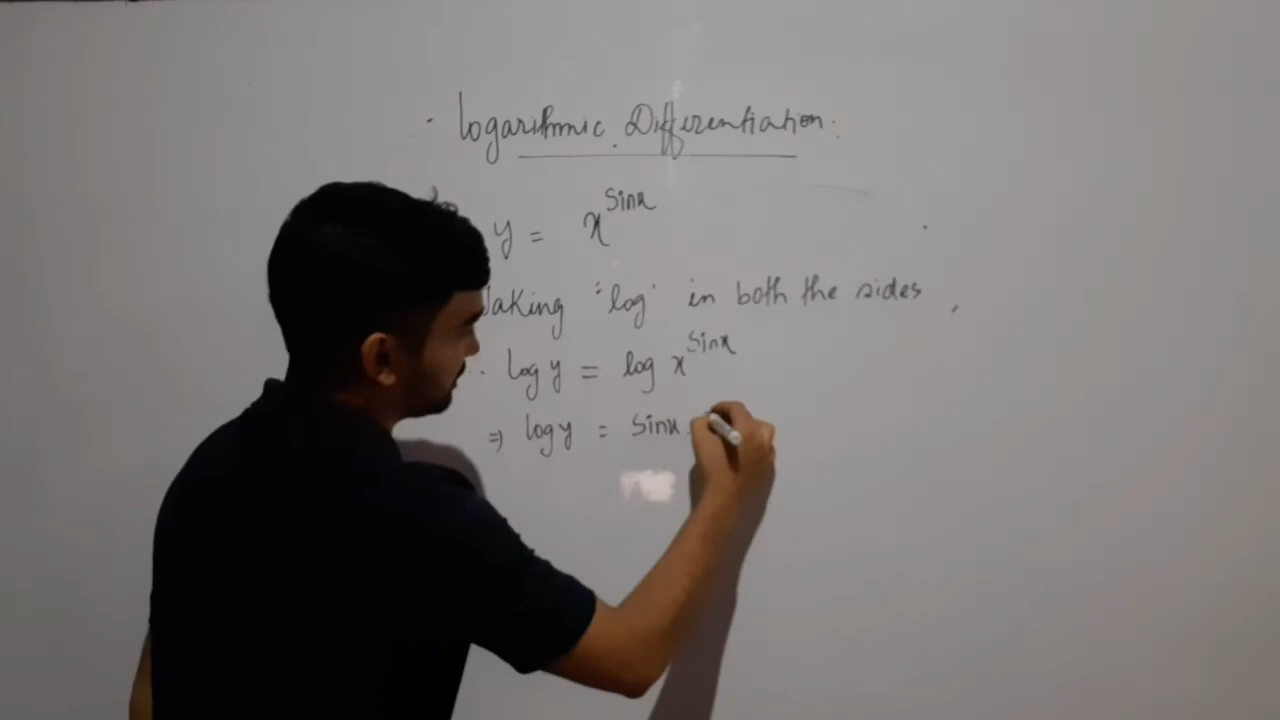 Logarithmic Differentiation.
y = x^Sinx
Taking 'log' in both the sides
∴ log y = log x^Sinx
⇒ log y = Sinx.